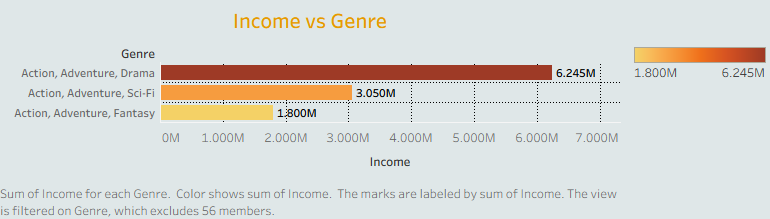 Income vs Genre
Genre
Action, Adventure, Drama 6.245M
Action, Adventure, Sci-Fi 3.050M
Action, Adventure, Fantasy 1.800M
0M 1.000M 2.000M 3.000M 4.000M 5.000M 6.000M 7.000M
Income
1.800M 6.245M
Sum of Income for each Genre. Color shows sum of Income. The marks are labeled by sum of Income. The view
is filtered on Genre, which excludes 56 members.